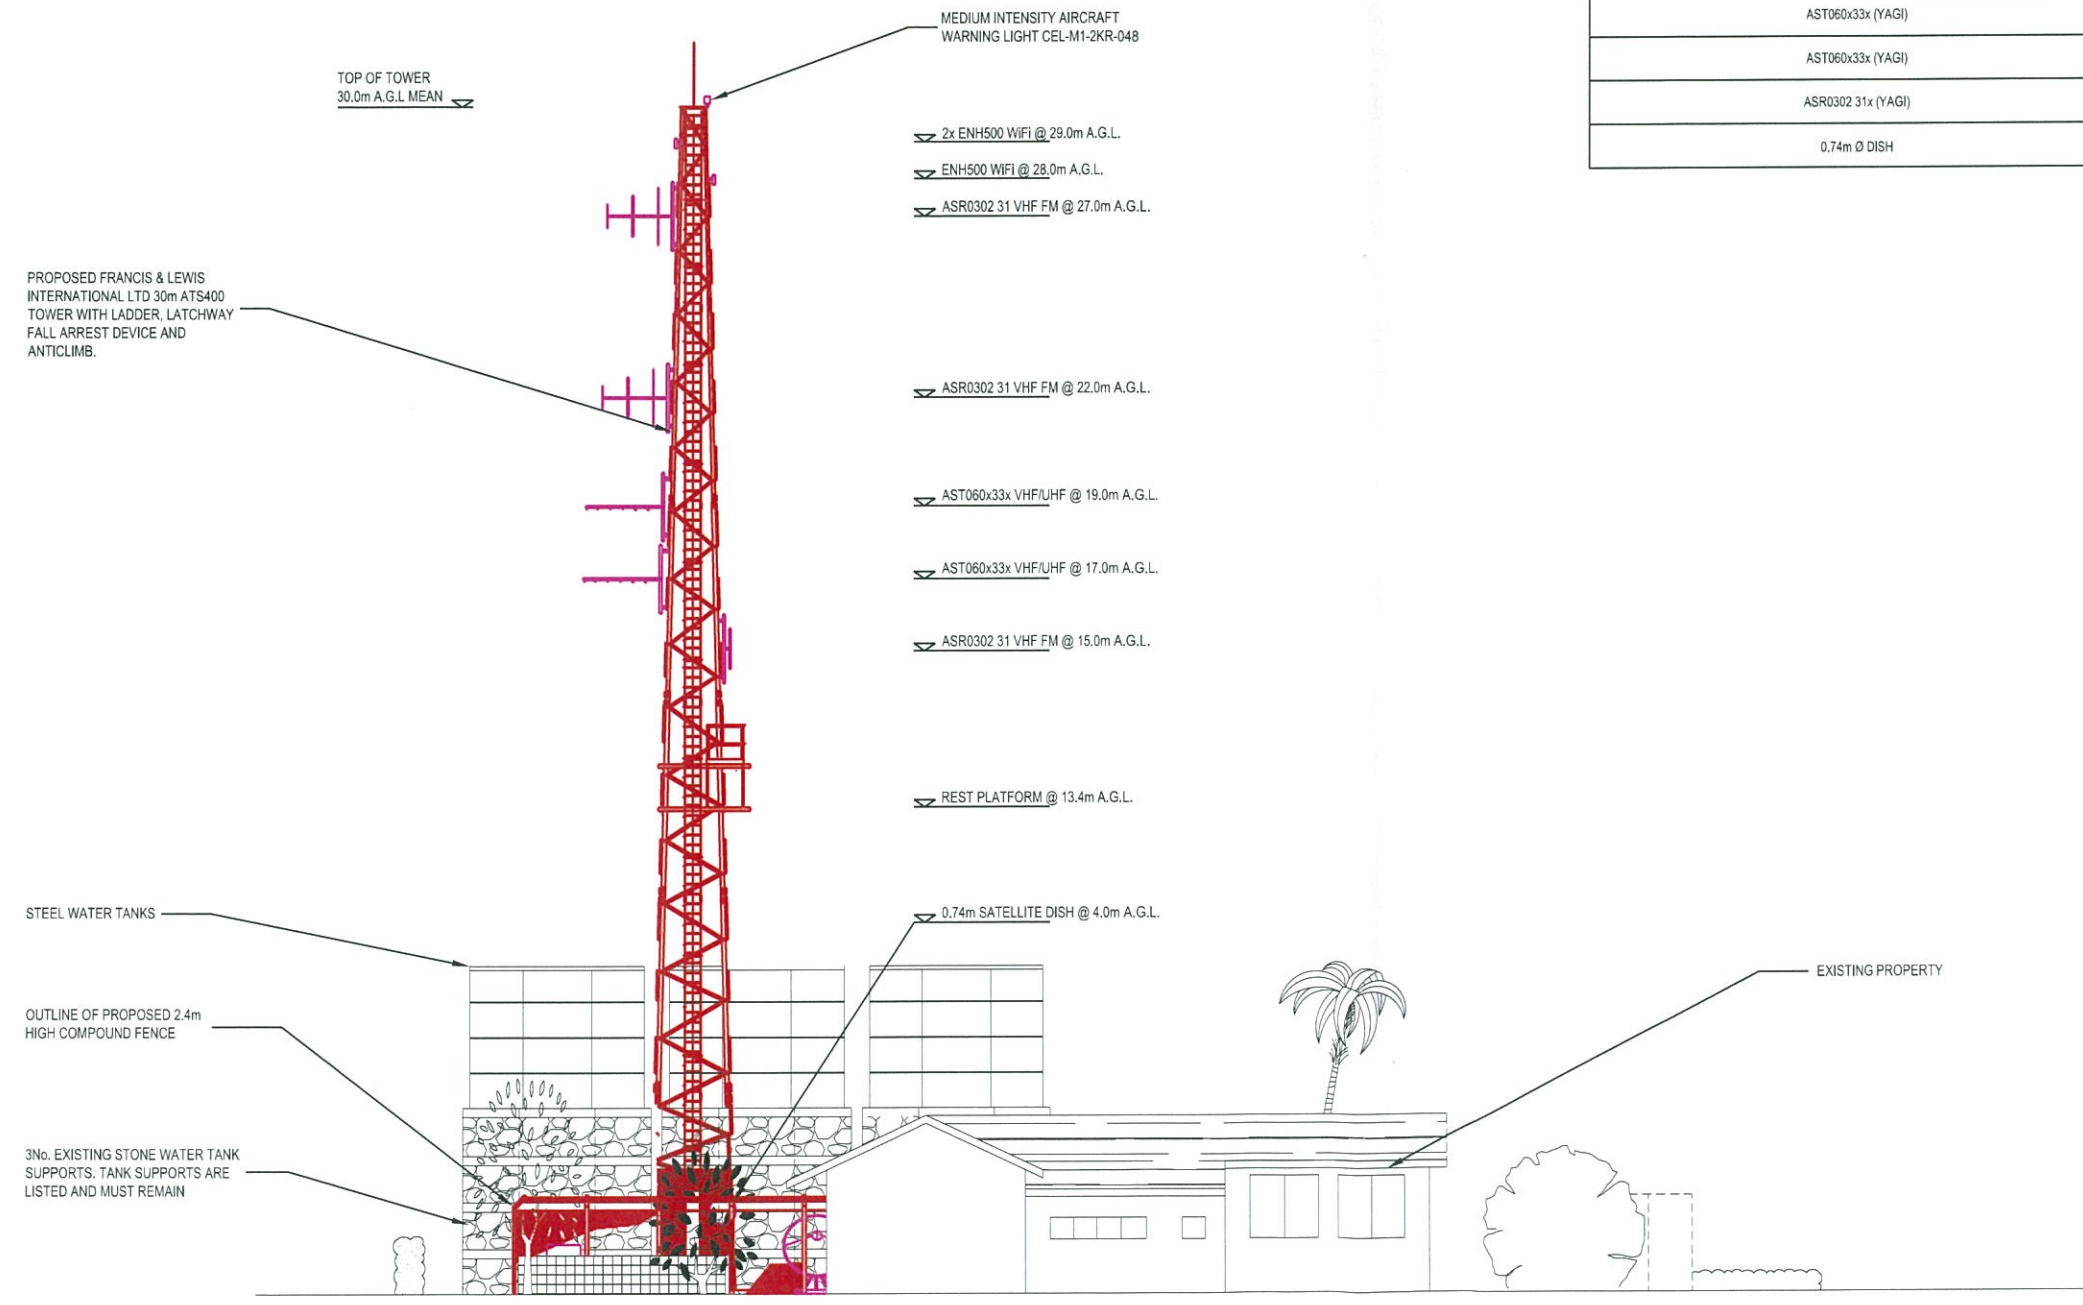 MEDIUM INTENSITY AIRCRAFT
WARNING LIGHT CEL-M1-2KR-048
AST060x33x (YAGI)
AST060x33x (YAGI)
ASR0302 31x (YAGI)
0.74m Ø DISH
TOP OF TOWER
30.0m A.G.L MEAN
2x ENH500 WiFi @ 29.0m A.G.L.
ENH500 WiFi @ 28.0m A.G.L.
ASR0302 31 VHF FM @ 27.0m A.G.L.
PROPOSED FRANCIS & LEWIS
INTERNATIONAL LTD 30m ATS400
TOWER WITH LADDER, LATCHWAY
FALL ARREST DEVICE AND
ANTICLIMB.
ASR0302 31 VHF FM @ 22.0m A.G.L.
AST060x33x VHF/UHF @ 19.0m A.G.L.
AST060x33x VHF/UHF @ 17.0m A.G.L.
ASR0302 31 VHF FM @ 15.0m A.G.L.
REST PLATFORM @ 13.4m A.G.L.
STEEL WATER TANKS
0.74m SATELLITE DISH @ 4.0m A.G.L.
EXISTING PROPERTY
OUTLINE OF PROPOSED 2.4m
HIGH COMPOUND FENCE
3No. EXISTING STONE WATER TANK
SUPPORTS. TANK SUPPORTS ARE
LISTED AND MUST REMAIN